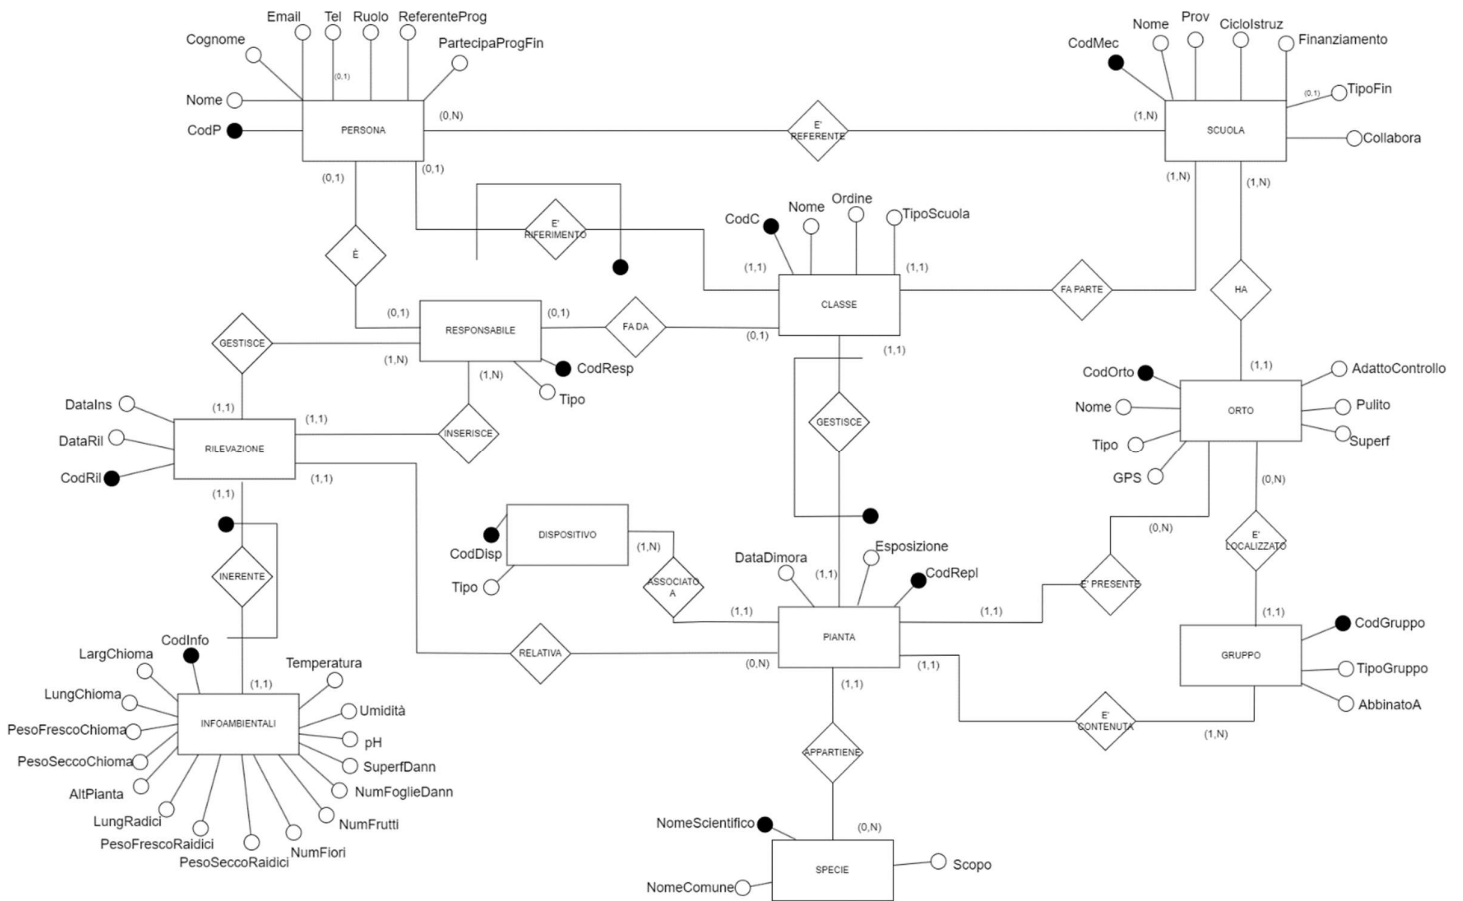 Email
Tel
Ruolo
ReferenteProg
Cognome
PartecipaProgFin
(0,1)
Nome
CodP
PERSONA
(0,N)
(0,1)
(0,1)
E'
REFERENTE
(1,N)
CodMec
Nome
Prov
CicloIstruz
Finanziamento
(0,1)
TipoFin
Collabora
SCUOLA
(1,N)
(1,N)
È
E'
RIFERIMENTO
CodC
Nome
Ordine
TipoScuola
(1,1)
(1,1)
CLASSE
(0,1)
(1,1)
FA PARTE
HA
(0,1)
(0,1)
RESPONSABILE
(1,N)
(1,N)
CodResp
Tipo
FA DA
GESTISCE
(1,1)
(1,1)
DataIns
DataRil
CodRil
RILEVAZIONE
(1,1)
(1,1)
INSERISCE
GESTISCE
(1,1)
CodOrto
Nome
Tipo
GPS
ORTO
AdattoControllo
Pulito
Superf
(0,N)
(0,N)
DISPOSITIVO
CodDisp
Tipo
(1,N)
ASSOCIATO
A
(1,1)
DataDimora
Esposizione
CodRepl
(1,1)
(1,1)
PIANTA
(0,N)
(1,1)
(1,1)
E' PRESENTE
E'
LOCALIZZATO
(1,1)
CodGruppo
TipoGruppo
AbbinatoA
GRUPPO
(1,N)
E'
CONTENUTA
INERENTE
RELATIVA
CodInfo
(1,1)
LargChioma
LungChioma
PesoFrescoChioma
PesoSeccoChioma
AltPianta
LungRadici
PesoFrescoRaidici
PesoSeccoRaidici
NumFiori
NumFrutti
NumFoglieDann
SuperfDann
pH
Umidità
Temperatura
INFOAMBIENTALI
APPARTIENE
NomeScientifico
(0,N)
SPECIE
Scopo
NomeComune